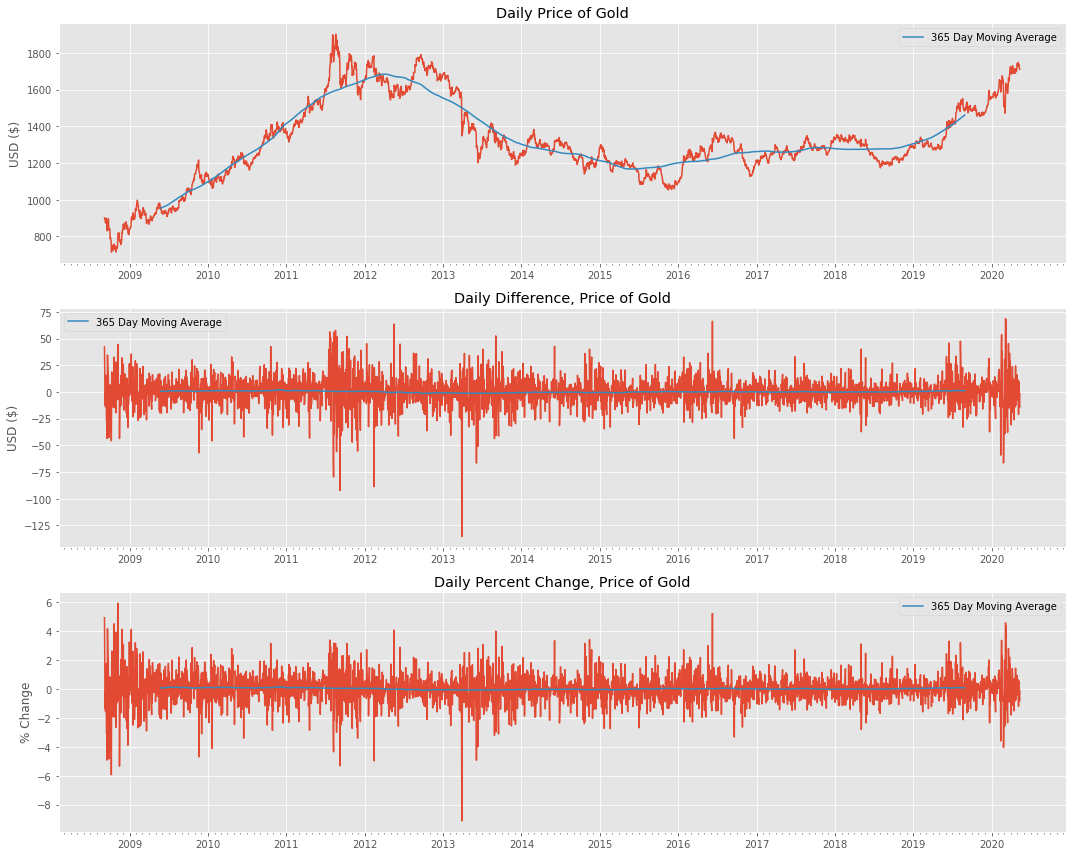 Daily Price of Gold
365 Day Moving Average
USD ($)
1800
1600
1400
1200
1000
800
2009 2010 2011 2012 2013 2014 2015 2016 2017 2018 2019 2020
Daily Difference, Price of Gold
365 Day Moving Average
USD ($)
75
50
25
0
−25
−50
−75
−100
−125
2009 2010 2011 2012 2013 2014 2015 2016 2017 2018 2019 2020
Daily Percent Change, Price of Gold
365 Day Moving Average
% Change
6
4
2
0
−2
−4
−6
−8
2009 2010 2011 2012 2013 2014 2015 2016 2017 2018 2019 2020